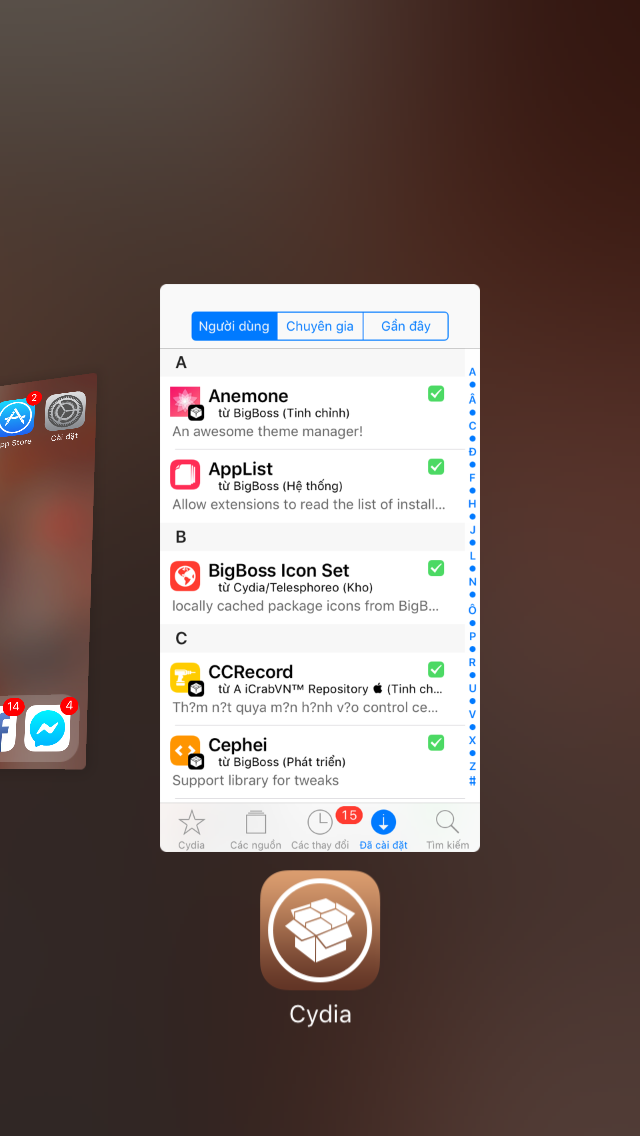 Người dùng
Chuyên gia
Gần đây
A
Anemone
từ BigBoss (Tinh chỉnh)
An awesome theme manager!
AppList
từ BigBoss (Hệ thống)
Allow extensions to read the list of install...
B
BigBoss Icon Set
từ Cydia/Telesphoreo (Kho)
locally cached package icons from BigB...
C
CCRecord
từ A iCrabVN™ Repository  (Tinh ch...
Th?m n?t quya m?n h?nh v?o control ce...
Cephei
từ BigBoss (Phát triển)
Support library for tweaks
A
Â
C
Đ
F
H
J
L
N
Ô
P
R
U
V
X
Z
#
15
Cydia
Các nguồn
Các thay đổi
Đã cài đặt
Tìm kiếm
2
pp Store
Cài đặt
14
4
Cydia